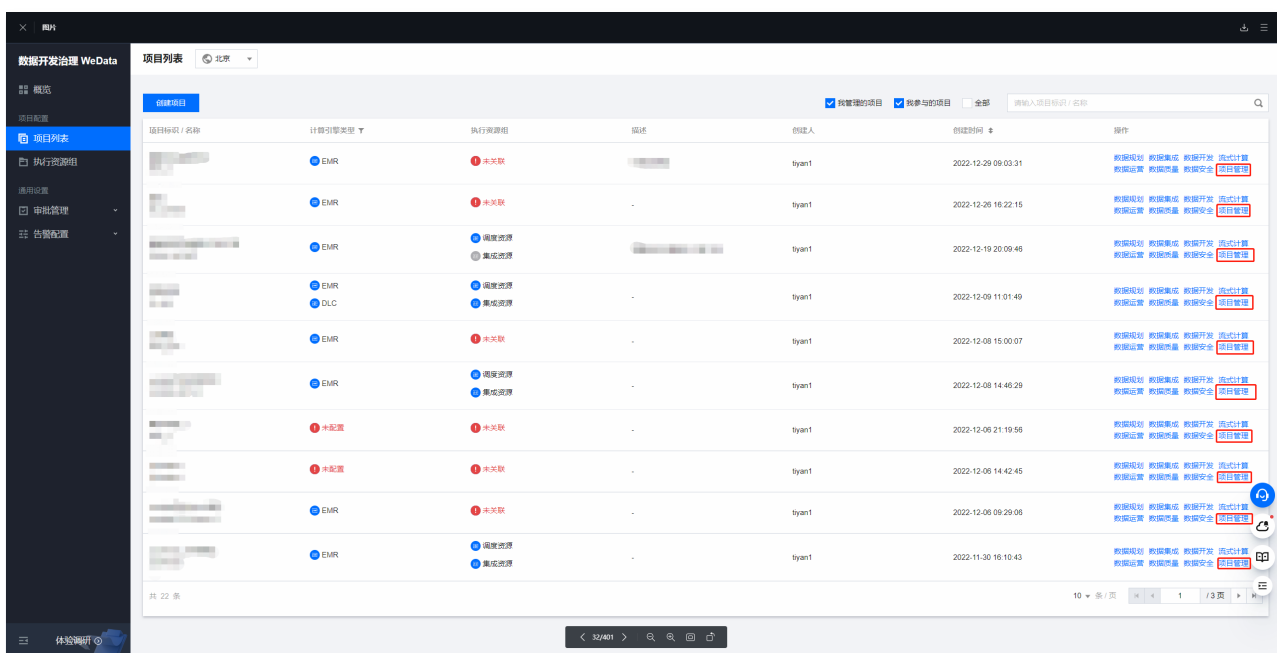 图片
数据开发治理 WeData
概览
项目配置
项目列表
执行资源组
通用设置
审批管理
告警配置
体验调研
项目列表 北京
创建项目 我管理的项目 我参与的项目 全部 请输入项目标识 / 名称
项目标识 / 名称 计算引擎类型 执行资源组 描述 创建人 创建时间 操作
EMR 未关联 tiyan1 2022-12-29 09:03:31 数据规划 数据集成 数据开发 流式计算
数据运营 数据质量 数据安全 项目管理
EMR 未关联 - tiyan1 2022-12-26 16:22:15 数据规划 数据集成 数据开发 流式计算
数据运营 数据质量 数据安全 项目管理
EMR 调度资源 tiyan1 2022-12-19 20:09:46 数据规划 数据集成 数据开发 流式计算
集成资源 数据运营 数据质量 数据安全 项目管理
EMR 调度资源 - tiyan1 2022-12-09 11:01:49 数据规划 数据集成 数据开发 流式计算
DLC 集成资源 数据运营 数据质量 数据安全 项目管理
EMR 未关联 - tiyan1 2022-12-08 15:00:07 数据规划 数据集成 数据开发 流式计算
数据运营 数据质量 数据安全 项目管理
EMR 调度资源 - tiyan1 2022-12-08 14:46:29 数据规划 数据集成 数据开发 流式计算
集成资源 数据运营 数据质量 数据安全 项目管理
未配置 未关联 - tiyan1 2022-12-06 21:19:56 数据规划 数据集成 数据开发 流式计算
数据运营 数据质量 数据安全 项目管理
未配置 未关联 - tiyan1 2022-12-06 14:42:45 数据规划 数据集成 数据开发 流式计算
数据运营 数据质量 数据安全 项目管理
EMR 未关联 - tiyan1 2022-12-06 09:29:06 数据规划 数据集成 数据开发 流式计算
数据运营 数据质量 数据安全 项目管理
EMR 调度资源 - tiyan1 2022-11-30 16:10:43 数据规划 数据集成 数据开发 流式计算
集成资源 数据运营 数据质量 数据安全 项目管理
共 22 条 10 条 / 页 1 / 3 页
32/401